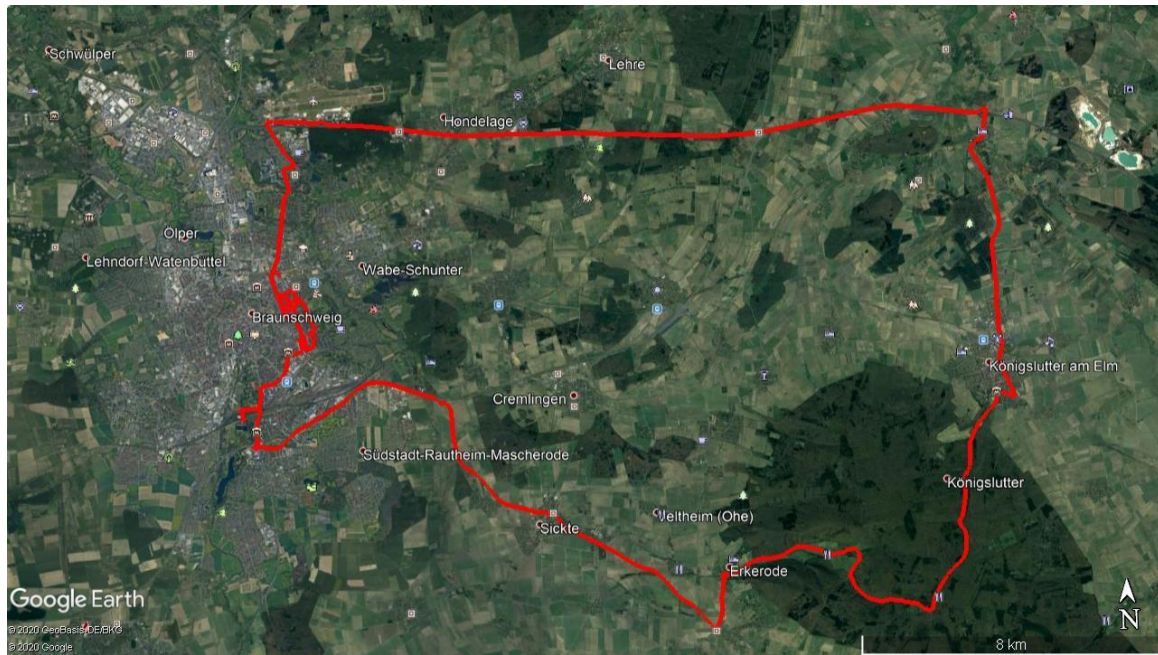 Schwülper
Lehre
Hondelage
Ölper
Lehndorf-Watenbüttel
Wabe-Schunter
Braunschweig
Königslutter am Elm
Cremlingen
Südstadt-Rautheim-Mascherode
Königslutter
Veltheim (Ohe)
Sickte
Erkerode
Google Earth
N
© 2020 GeoBasis-DE/BKG
© 2020 Google
8 km